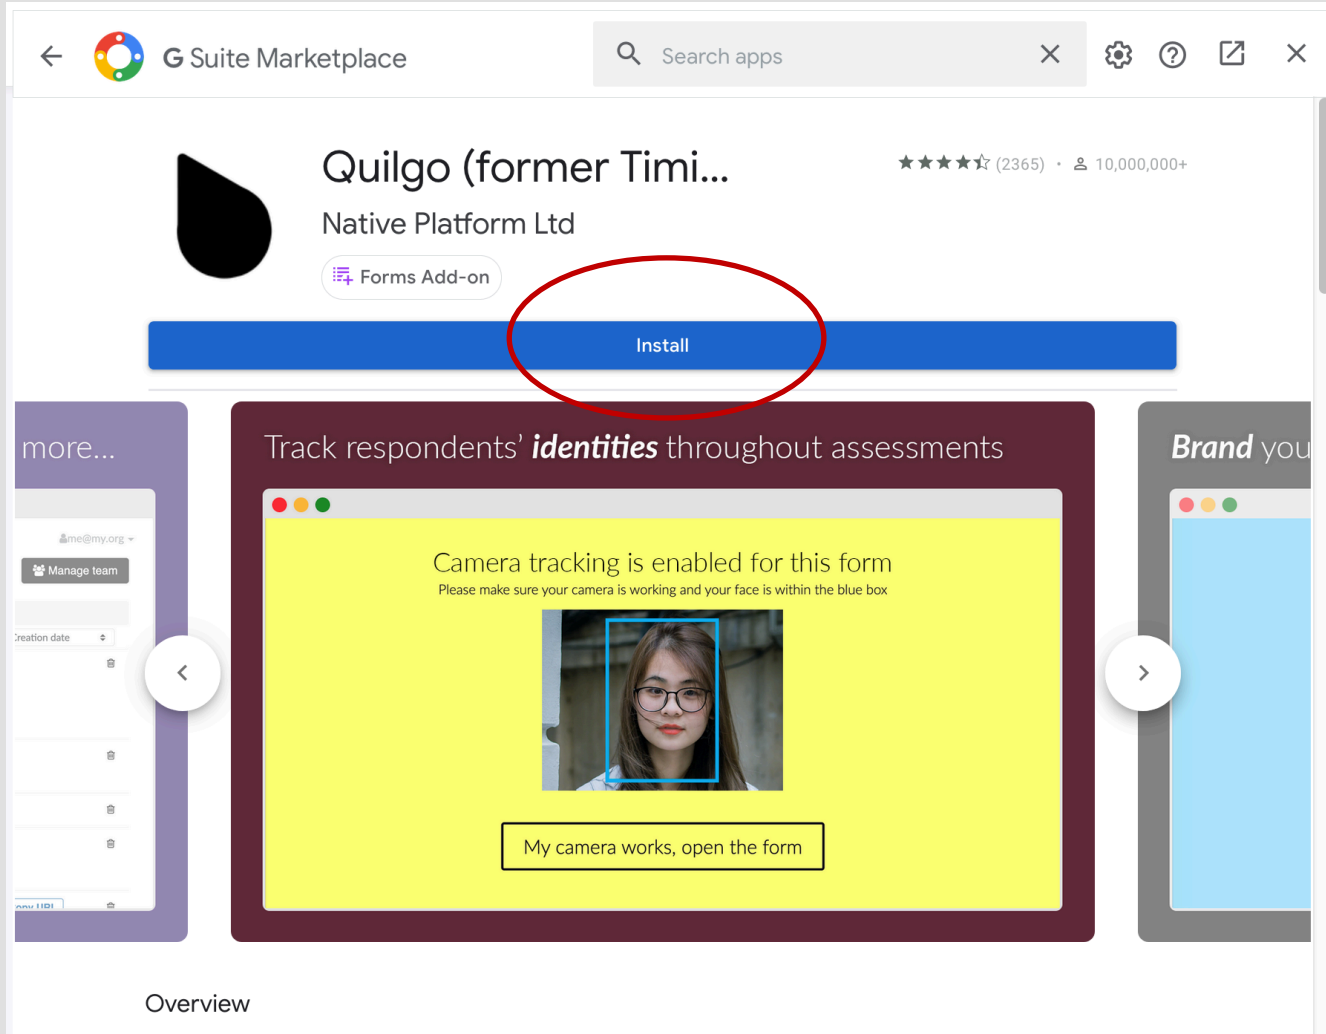 G Suite Marketplace
Search apps
Quilgo (former Timi...
(2365) · 10,000,000+
Native Platform Ltd
Forms Add-on
Install
more...
me@my.org
Manage team
Creation date
Track respondents’ identities throughout assessments
Camera tracking is enabled for this form
Please make sure your camera is working and your face is within the blue box
My camera works, open the form
Brand you
Overview